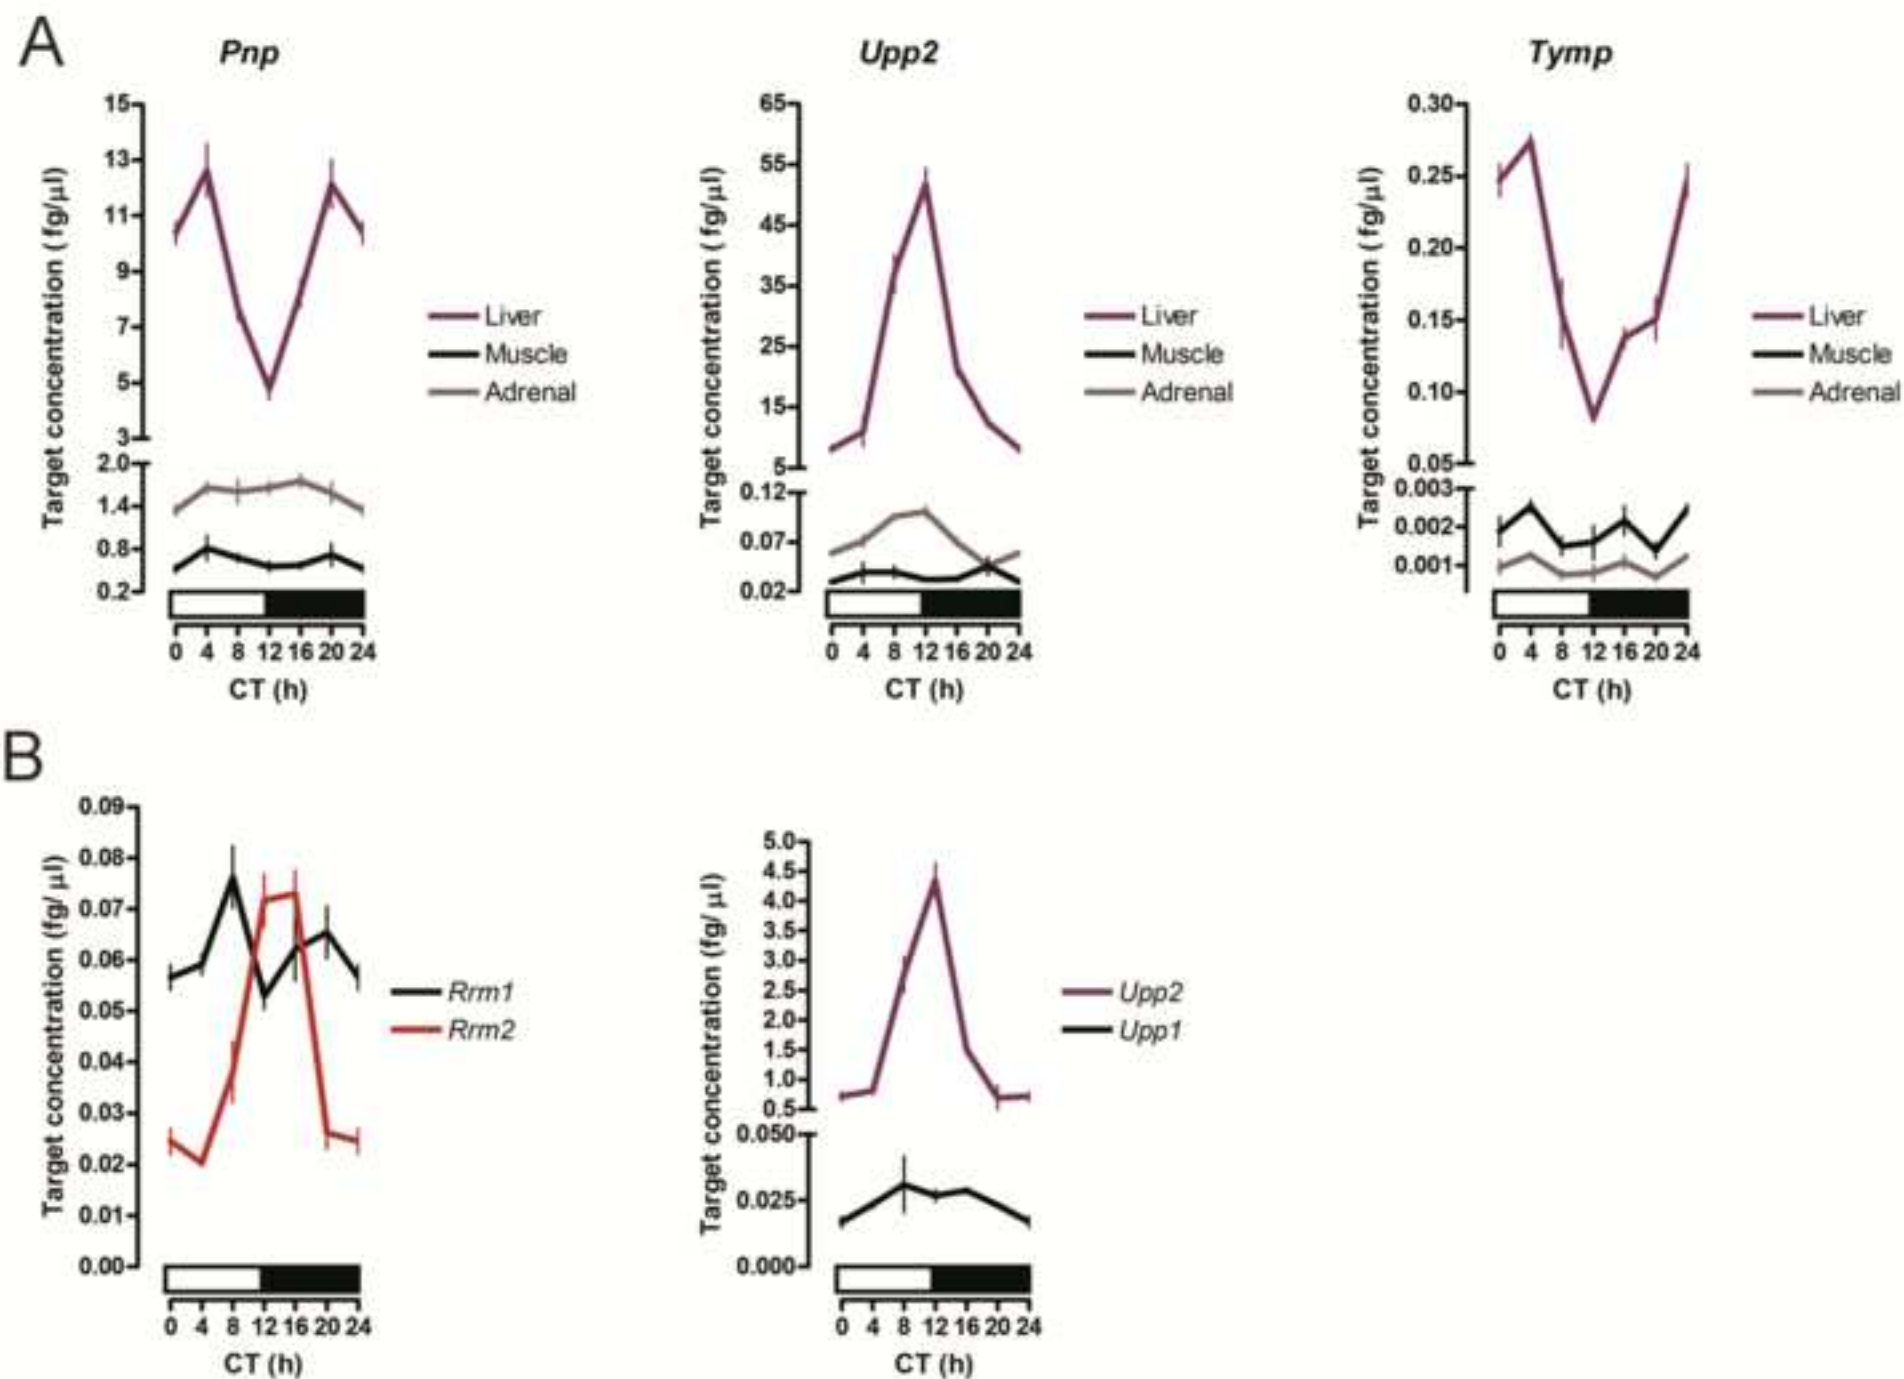 A
Pnp
Upp2
Tymp
Target concentration ( fg/µl)
15
13
11
9
7
5
3
2.0
1.4
0.8
0.2
Liver
Muscle
Adrenal
0 4 8 12 16 20 24
CT (h)
Target concentration ( fg/µl)
65
55
45
35
25
15
5
0.12
0.07
0.02
Liver
Muscle
Adrenal
0 4 8 12 16 20 24
CT (h)
Target concentration ( fg/µl)
0.30
0.25
0.20
0.15
0.10
0.05
0.003
0.002
0.001
Liver
Muscle
Adrenal
0 4 8 12 16 20 24
CT (h)
B
Target concentration (fg/ µl)
0.09
0.08
0.07
0.06
0.05
0.04
0.03
0.02
0.01
0.00
Rrm1
Rrm2
0 4 8 12 16 20 24
CT (h)
Target concentration (fg/ µl)
5.0
4.5
4.0
3.5
3.0
2.5
2.0
1.5
1.0
0.5
0.050
0.025
0.000
Upp2
Upp1
0 4 8 12 16 20 24
CT (h)